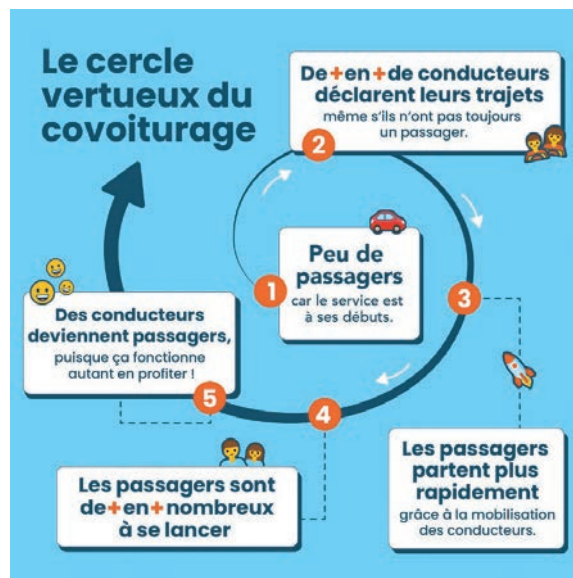 Le cercle
vertueux du
covoiturage
1
Peu de
passagers
car le service est
à ses débuts.
2
De + en + de conducteurs
déclarent leurs trajets
même s'ils n'ont pas toujours
un passager.
3
Les passagers
partent plus
rapidement
grâce à la mobilisation
des conducteurs.
4
Les passagers sont
de + en + nombreux
à se lancer
5
Des conducteurs
deviennent passagers,
puisque ça fonctionne
autant en profiter !